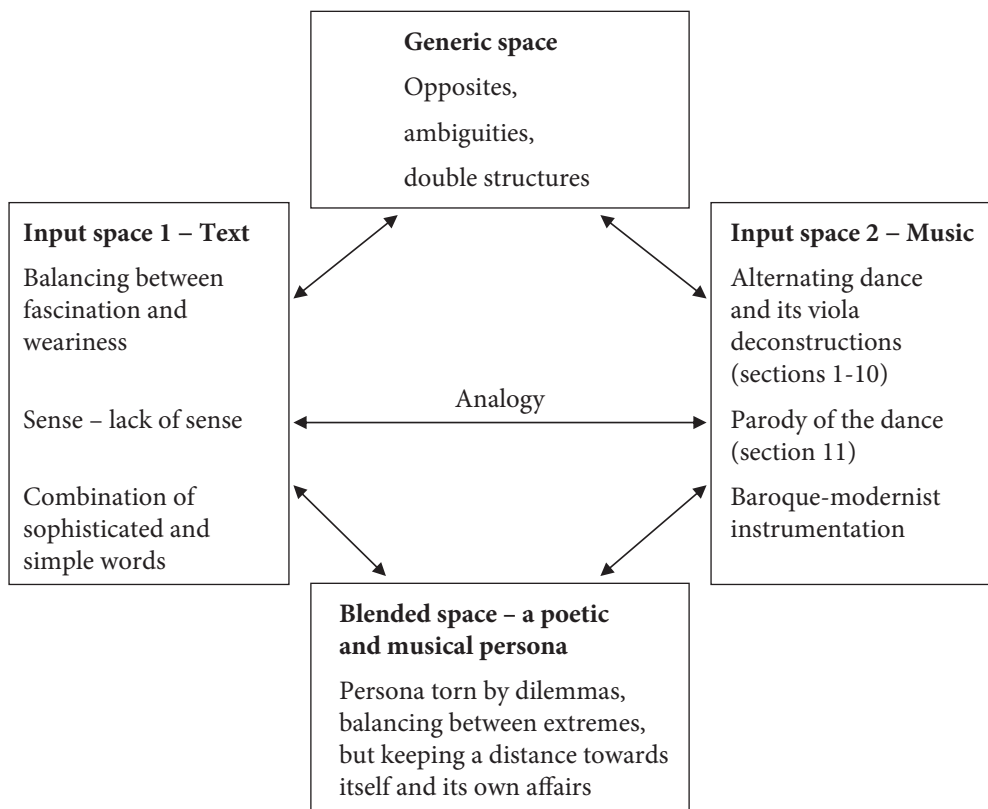 Generic space
Opposites,
ambiguities,
double structures
Input space 1 – Text
Balancing between
fascination and
weariness
Sense – lack of sense
Combination of
sophisticated and
simple words
Analogy
Input space 2 – Music
Alternating dance
and its viola
deconstructions
(sections 1-10)
Parody of the dance
(section 11)
Baroque-modernist
instrumentation
Blended space – a poetic
and musical persona
Persona torn by dilemmas,
balancing between extremes,
but keeping a distance towards
itself and its own affairs